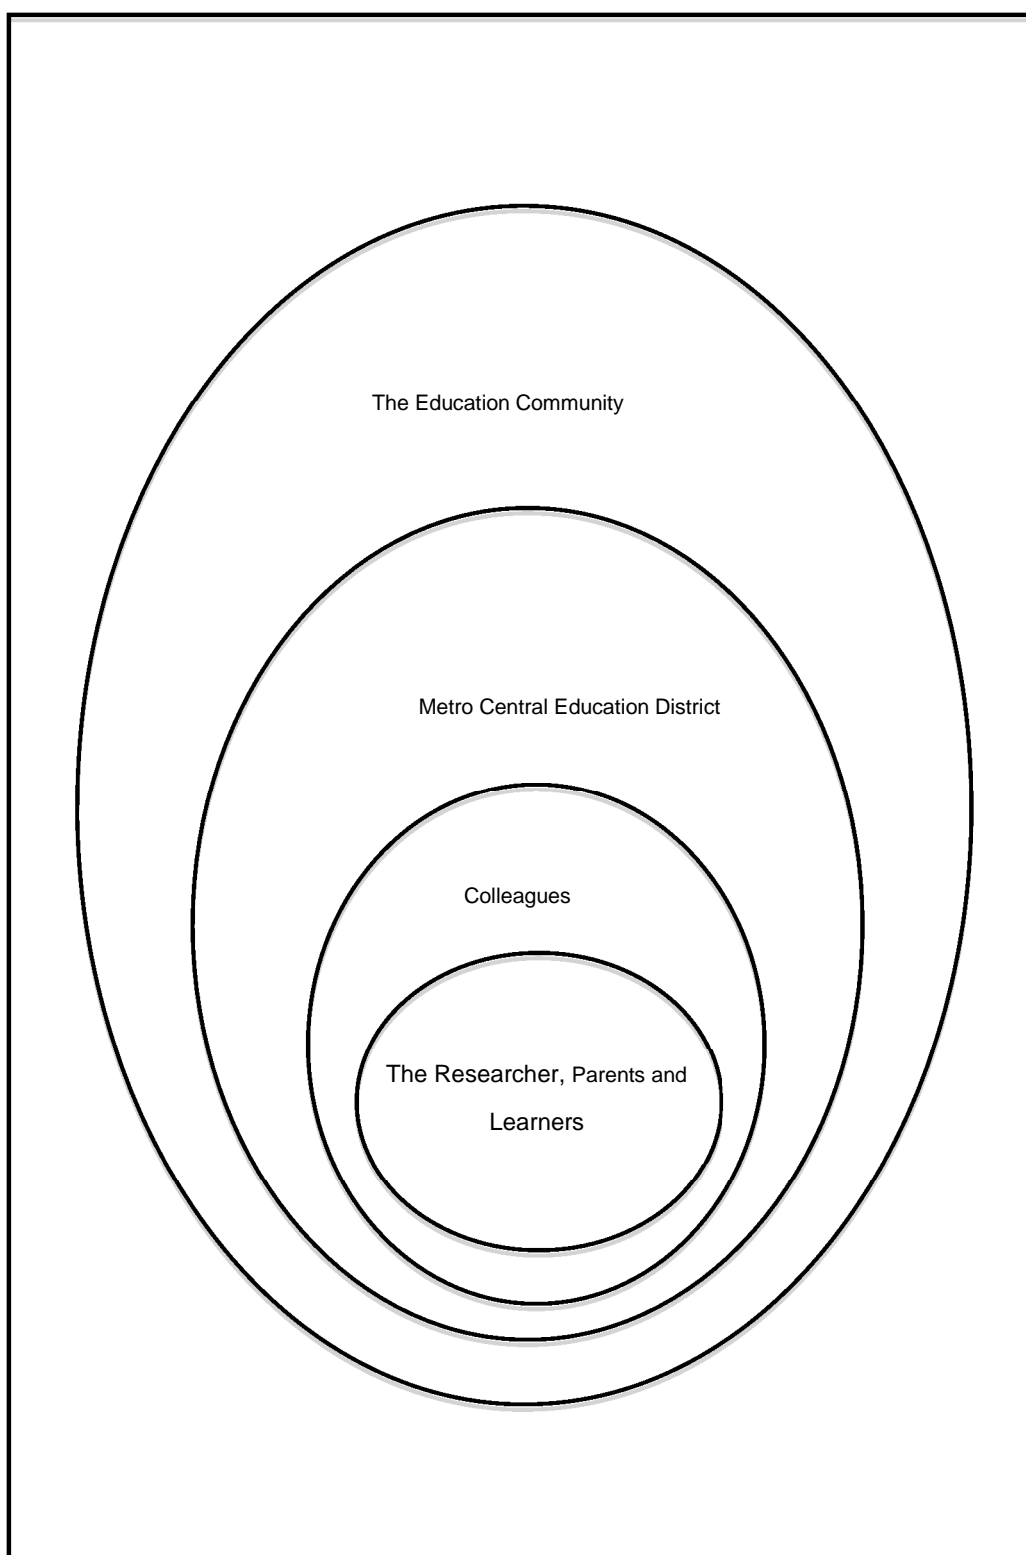 The Education Community
Metro Central Education District
Colleagues
The Researcher, Parents and
Learners